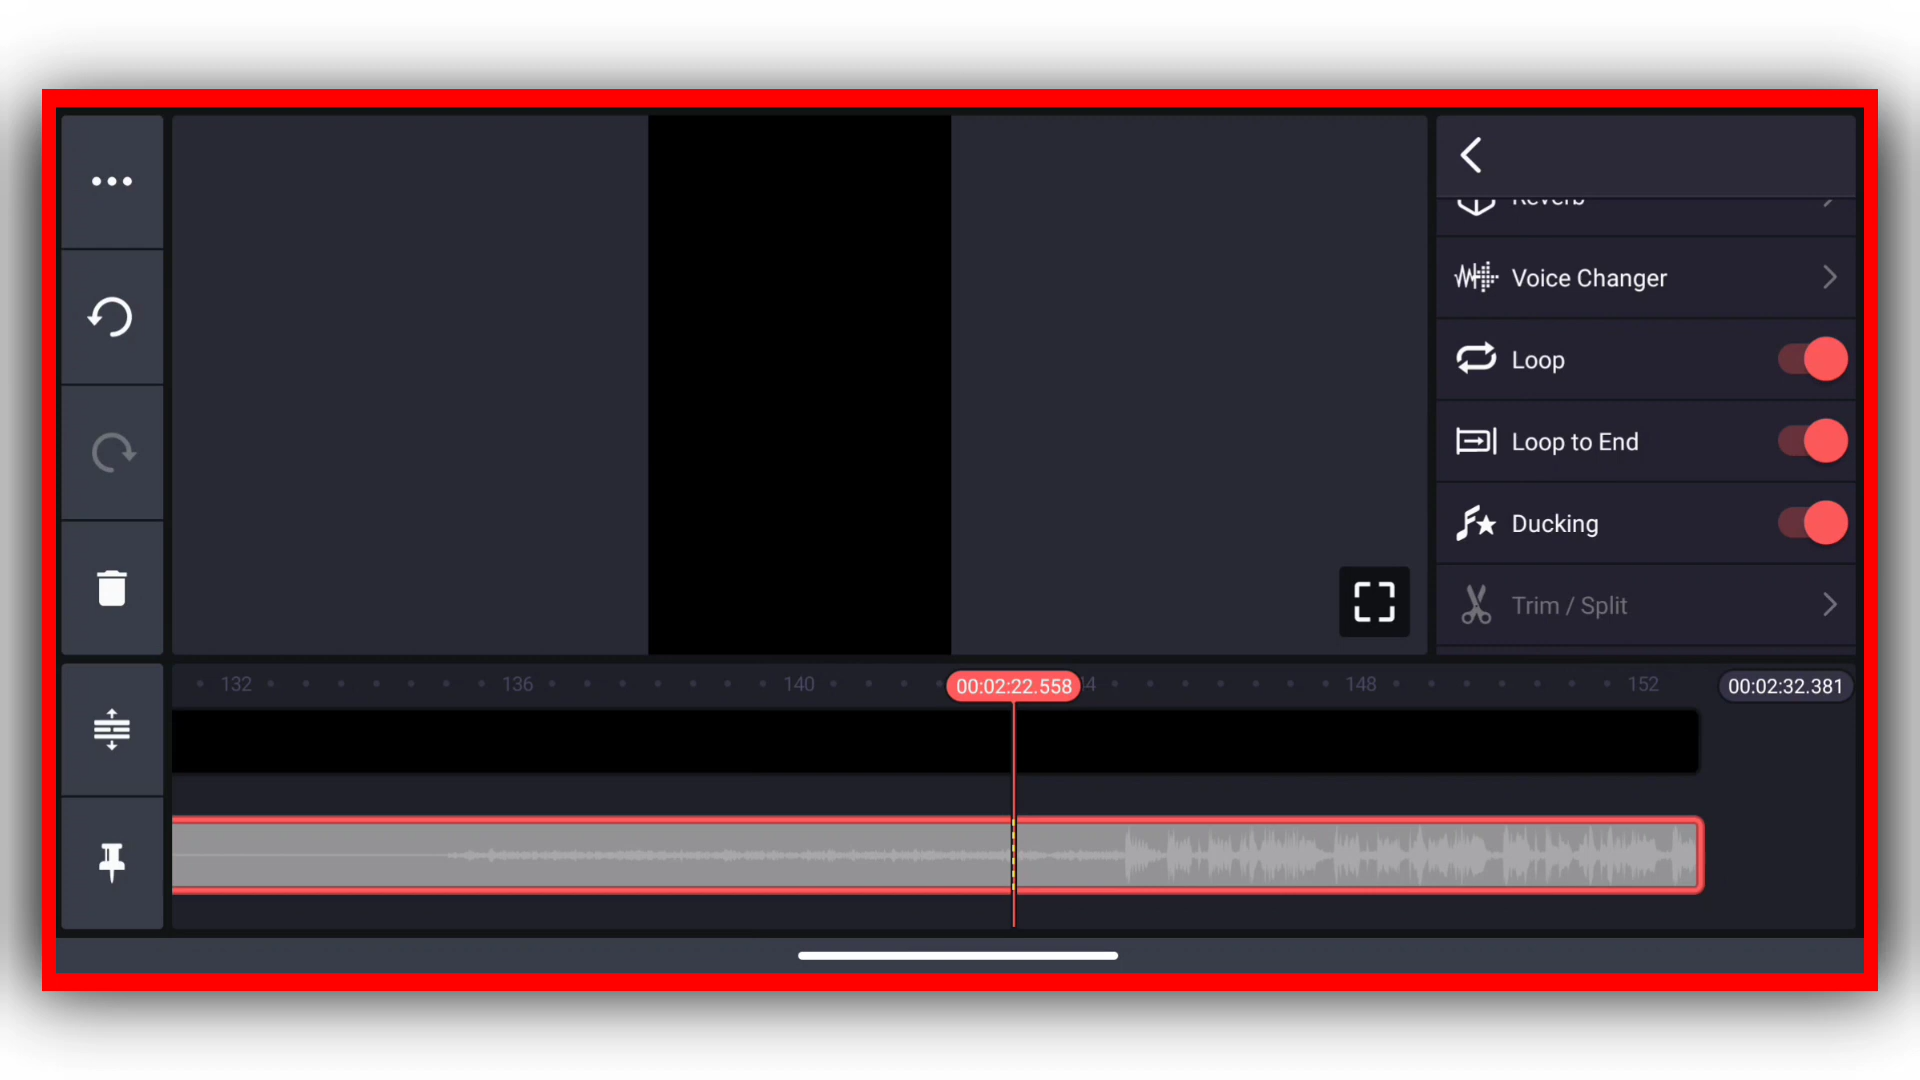 Reverb
Voice Changer
Loop
Loop to End
Ducking
Trim / Split
132 136 140 00:02:22.558 148 152 00:02:32.381